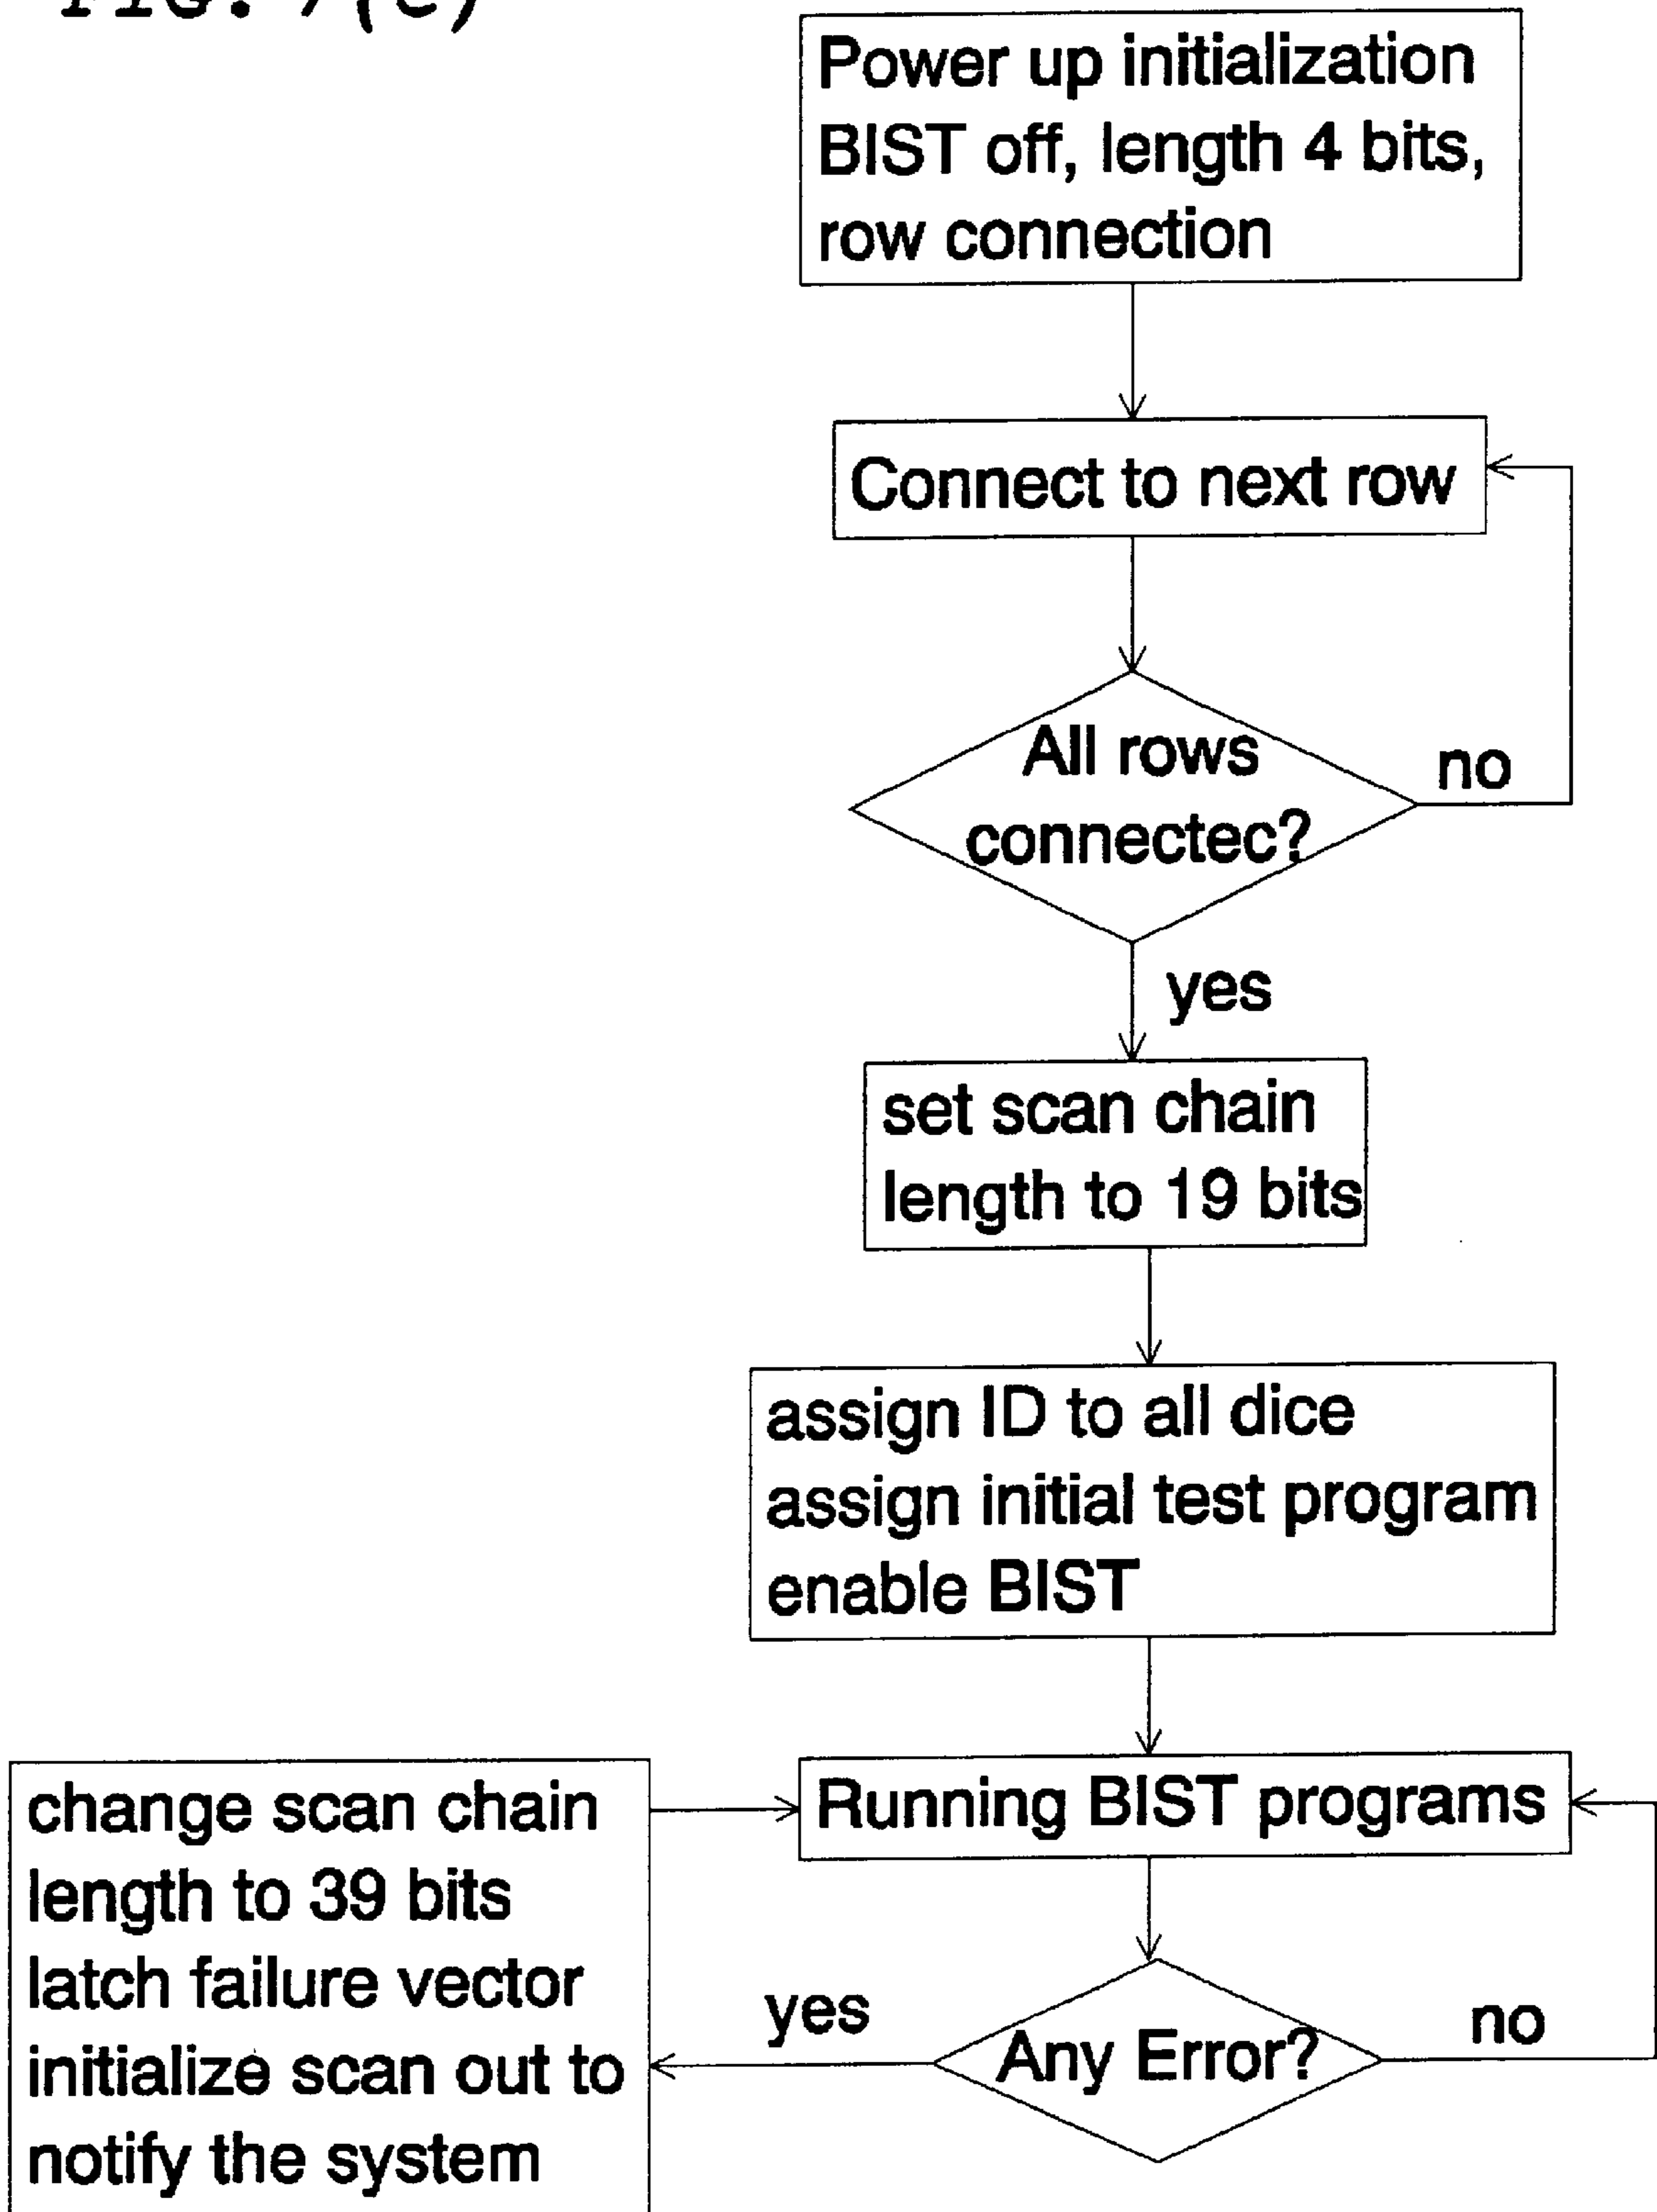 FIG. 7(c)
Power up initialization
BIST off, length 4 bits,
row connection
Connect to next row
All rows
connectec?
no
yes
set scan chain
length to 19 bits
assign ID to all dice
assign initial test program
enable BIST
Running BIST programs
change scan chain
length to 39 bits
latch failure vector
initialize scan out to
notify the system
yes
Any Error?
no